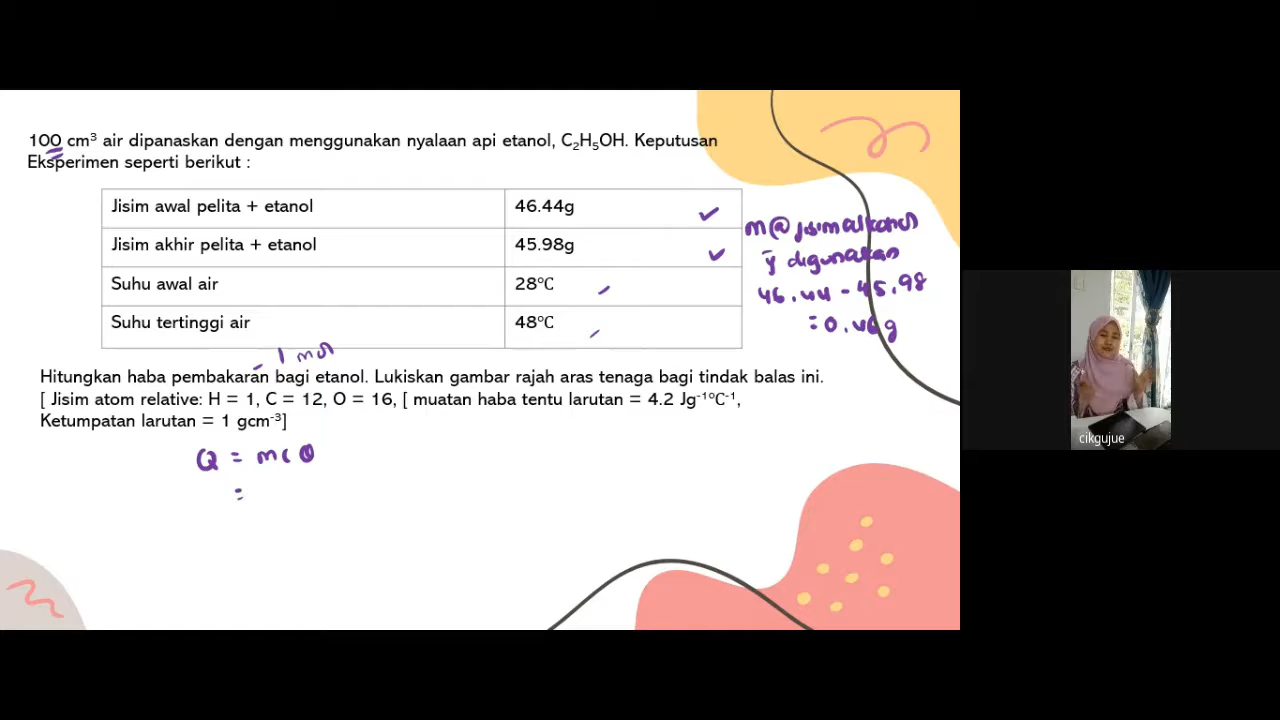 100 cm³ air dipanaskan dengan menggunakan nyalaan api etanol, C₂H₅OH. Keputusan
Eksperimen seperti berikut :
Jisim awal pelita + etanol 46.44g
Jisim akhir pelita + etanol 45.98g
Suhu awal air 28°C
Suhu tertinggi air 48°C
m @ jisim alkanol
yg digunakan
46.44 - 45.98
= 0.46g
- 1 mol
Hitungkan haba pembakaran bagi etanol. Lukiskan gambar rajah aras tenaga bagi tindak balas ini.
[ Jisim atom relative: H = 1, C = 12, O = 16, [ muatan haba tentu larutan = 4.2 Jg⁻¹°C⁻¹,
Ketumpatan larutan = 1 gcm⁻³]
Q = mcθ
=
cikgujue